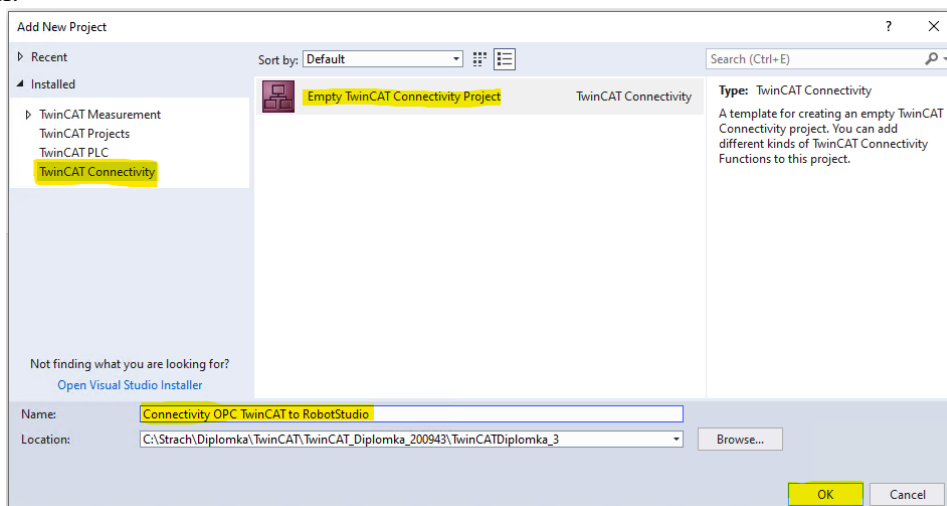 Add New Project
? X
Recent
Sort by: Default
Search (Ctrl+E)
Installed
TwinCAT Measurement
TwinCAT Projects
TwinCAT PLC
TwinCAT Connectivity
Empty TwinCAT Connectivity Project
TwinCAT Connectivity
Type: TwinCAT Connectivity
A template for creating an empty TwinCAT
Connectivity project. You can add
different kinds of TwinCAT Connectivity
Functions to this project.
Not finding what you are looking for?
Open Visual Studio Installer
Name: Connectivity OPC TwinCAT to RobotStudio
Location: C:\Strach\Diplomka\TwinCAT\TwinCAT_Diplomka_200943\TwinCATDiplomka_3
Browse...
OK
Cancel